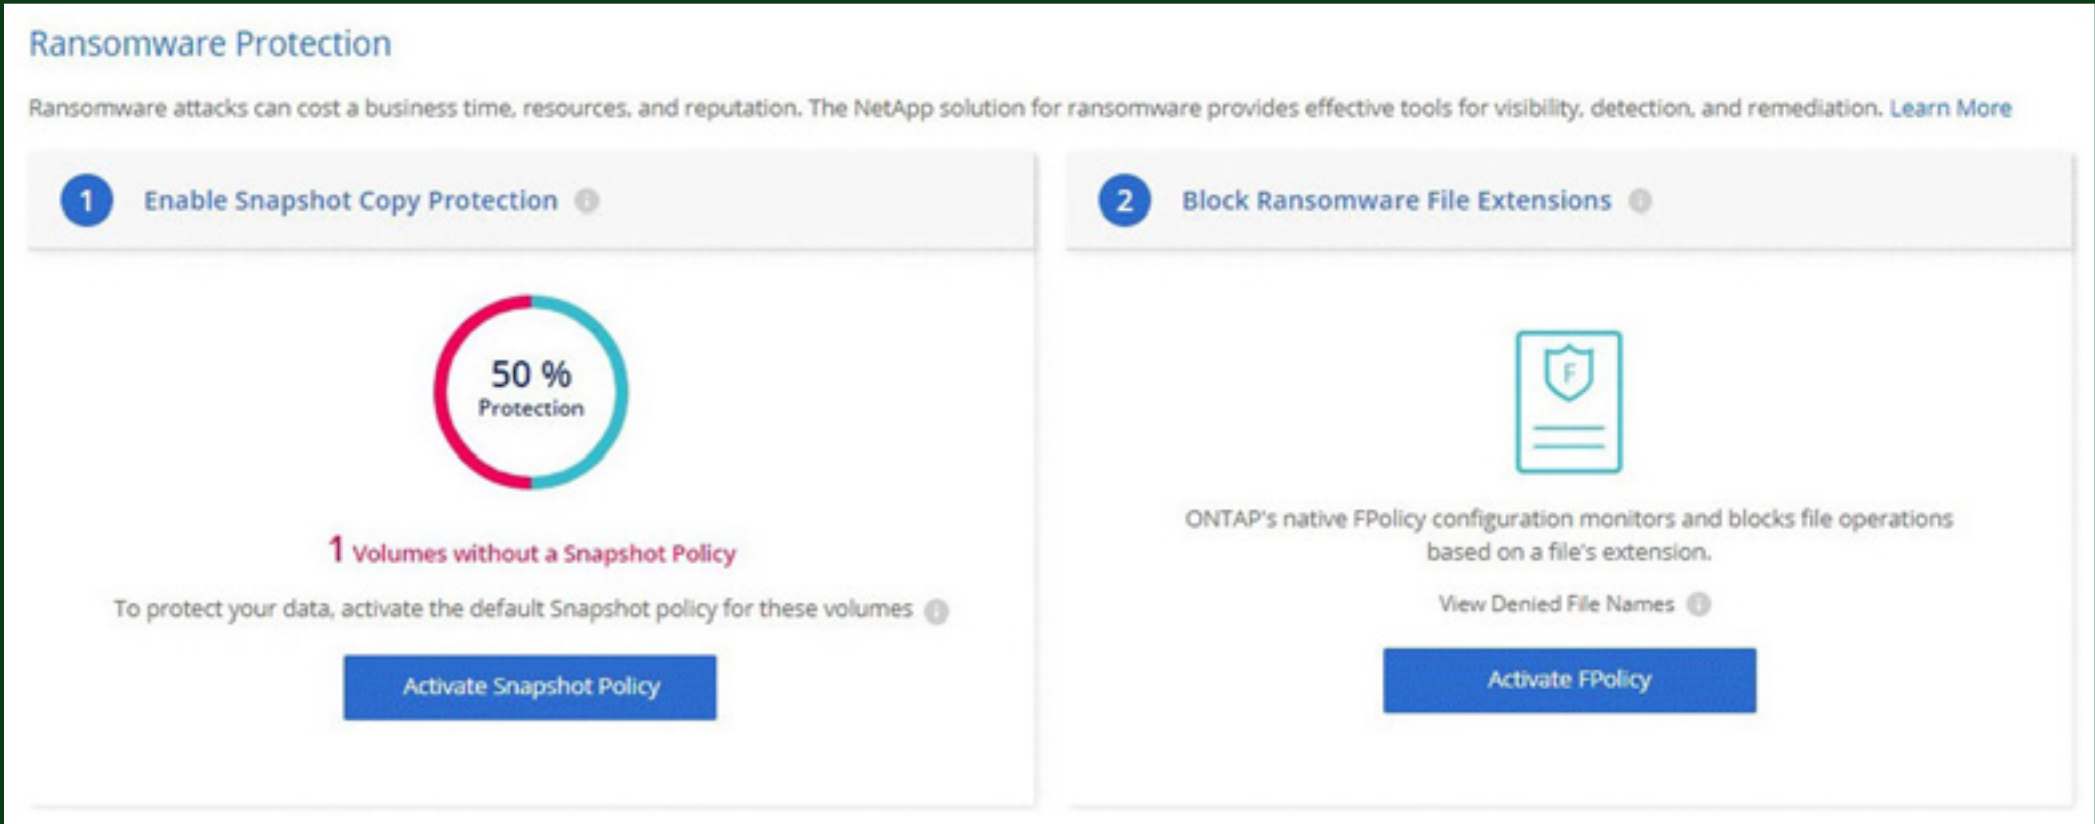 Ransomware Protection
Ransomware attacks can cost a business time, resources, and reputation. The NetApp solution for ransomware provides effective tools for visibility, detection, and remediation. Learn More
1 Enable Snapshot Copy Protection
50 %
Protection
1 Volumes without a Snapshot Policy
To protect your data, activate the default Snapshot policy for these volumes
Activate Snapshot Policy
2 Block Ransomware File Extensions
F
ONTAP's native FPolicy configuration monitors and blocks file operations
based on a file's extension.
View Denied File Names
Activate FPolicy